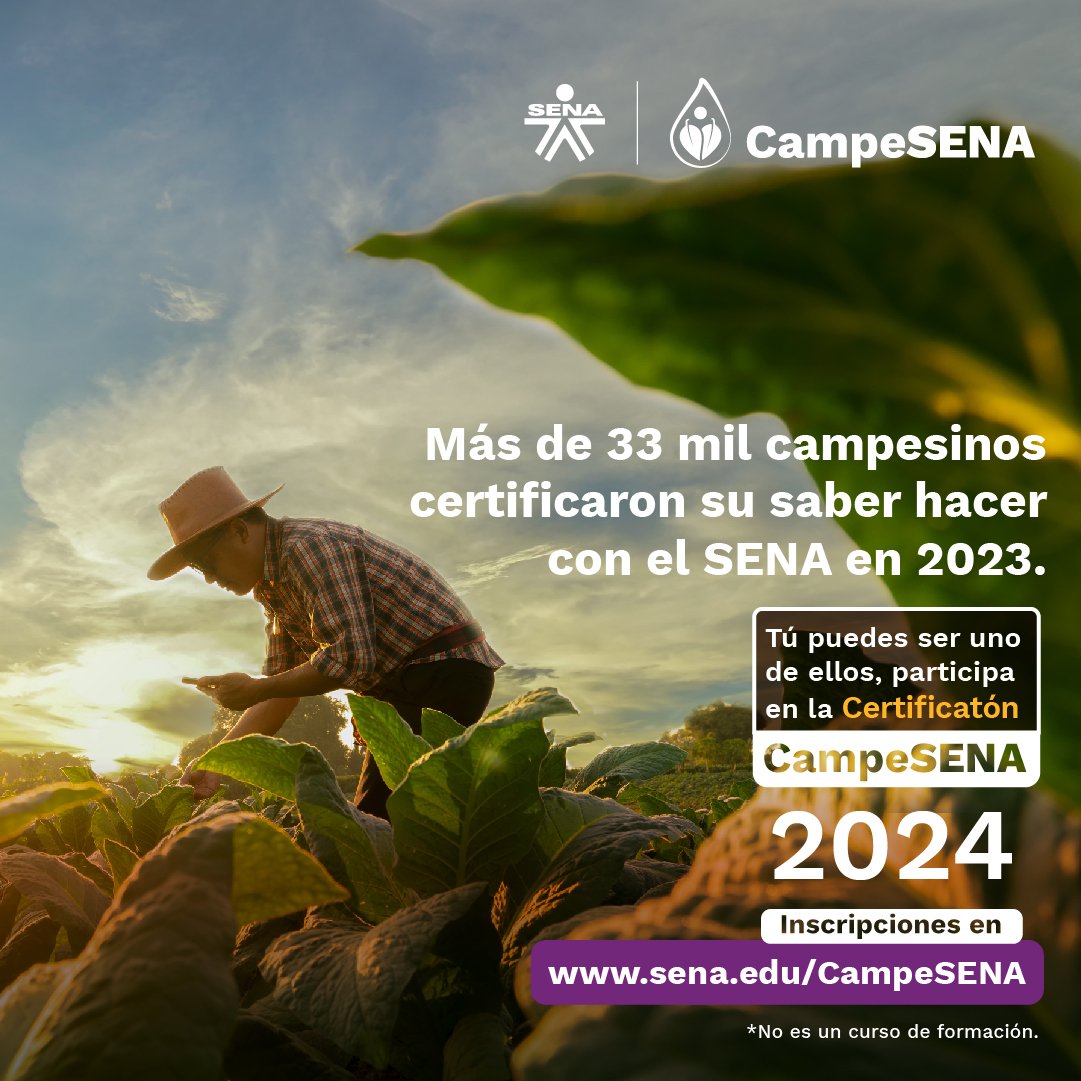 SENA
CampeSENA
Más de 33 mil campesinos
certificaron su saber hacer
con el SENA en 2023.
Tú puedes ser uno
de ellos, participa
en la Certificatón
CampeSENA
2024
Inscripciones en
www.sena.edu/CampeSENA
*No es un curso de formación.